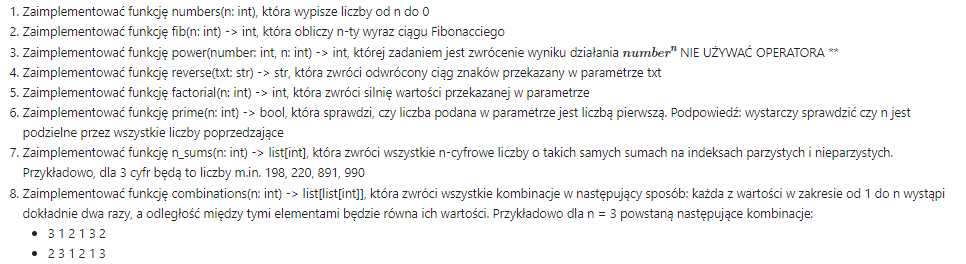 1. Zaimplementować funkcję numbers(n: int), która wypisze liczby od n do 0
2. Zaimplementować funkcję fib(n: int) -> int, która obliczy n-ty wyraz ciągu Fibonacciego
3. Zaimplementować funkcję power(number: int, n: int) -> int, której zadaniem jest zwrócenie wyniku działania numberⁿ NIE UŻYWAĆ OPERATORA **
4. Zaimplementować funkcję reverse(txt: str) -> str, która zwróci odwrócony ciąg znaków przekazany w parametrze txt
5. Zaimplementować funkcję factorial(n: int) -> int, która zwróci silnię wartości przekazanej w parametrze
6. Zaimplementować funkcję prime(n: int) -> bool, która sprawdzi, czy liczba podana w parametrze jest liczbą pierwszą. Podpowiedź: wystarczy sprawdzić czy n jest
podzielne przez wszystkie liczby poprzedzające
7. Zaimplementować funkcję n_sums(n: int) -> list[int], która zwróci wszystkie n-cyfrowe liczby o takich samych sumach na indeksach parzystych i nieparzystych.
Przykładowo, dla 3 cyfr będą to liczby m.in. 198, 220, 891, 990
8. Zaimplementować funkcję combinations(n: int) -> list[list[int]], która zwróci wszystkie kombinacje w następujący sposób: każda z wartości w zakresie od 1 do n wystąpi
dokładnie dwa razy, a odległość między tymi elementami będzie równa ich wartości. Przykładowo dla n = 3 powstaną następujące kombinacje:
• 3 1 2 1 3 2
• 2 3 1 2 1 3